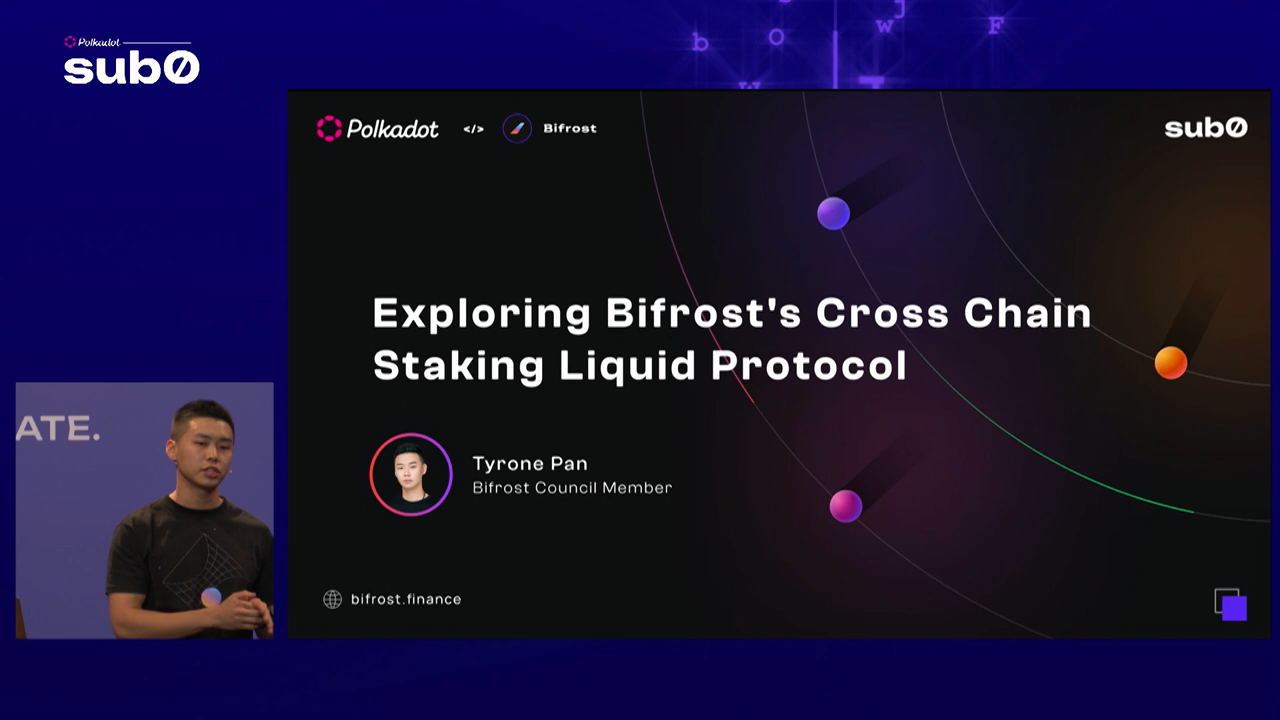 Polkadot
sub0
b
O
w
J
F
Polkadot </> Bifrost
sub0
Exploring Bifrost's Cross Chain
Staking Liquid Protocol
Tyrone Pan
Bifrost Council Member
ATE.
bifrost.finance